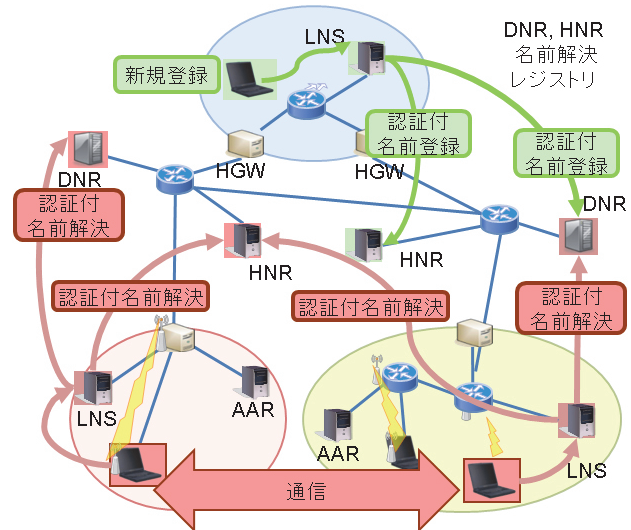 LNS
DNR, HNR
名前解決
レジストリ
新規登録
認証付
名前登録
認証付
名前登録
HGW
HGW
DNR
DNR
認証付
名前解決
HNR
HNR
認証付名前解決
認証付名前解決
認証付
名前解決
LNS
AAR
AAR
LNS
通信